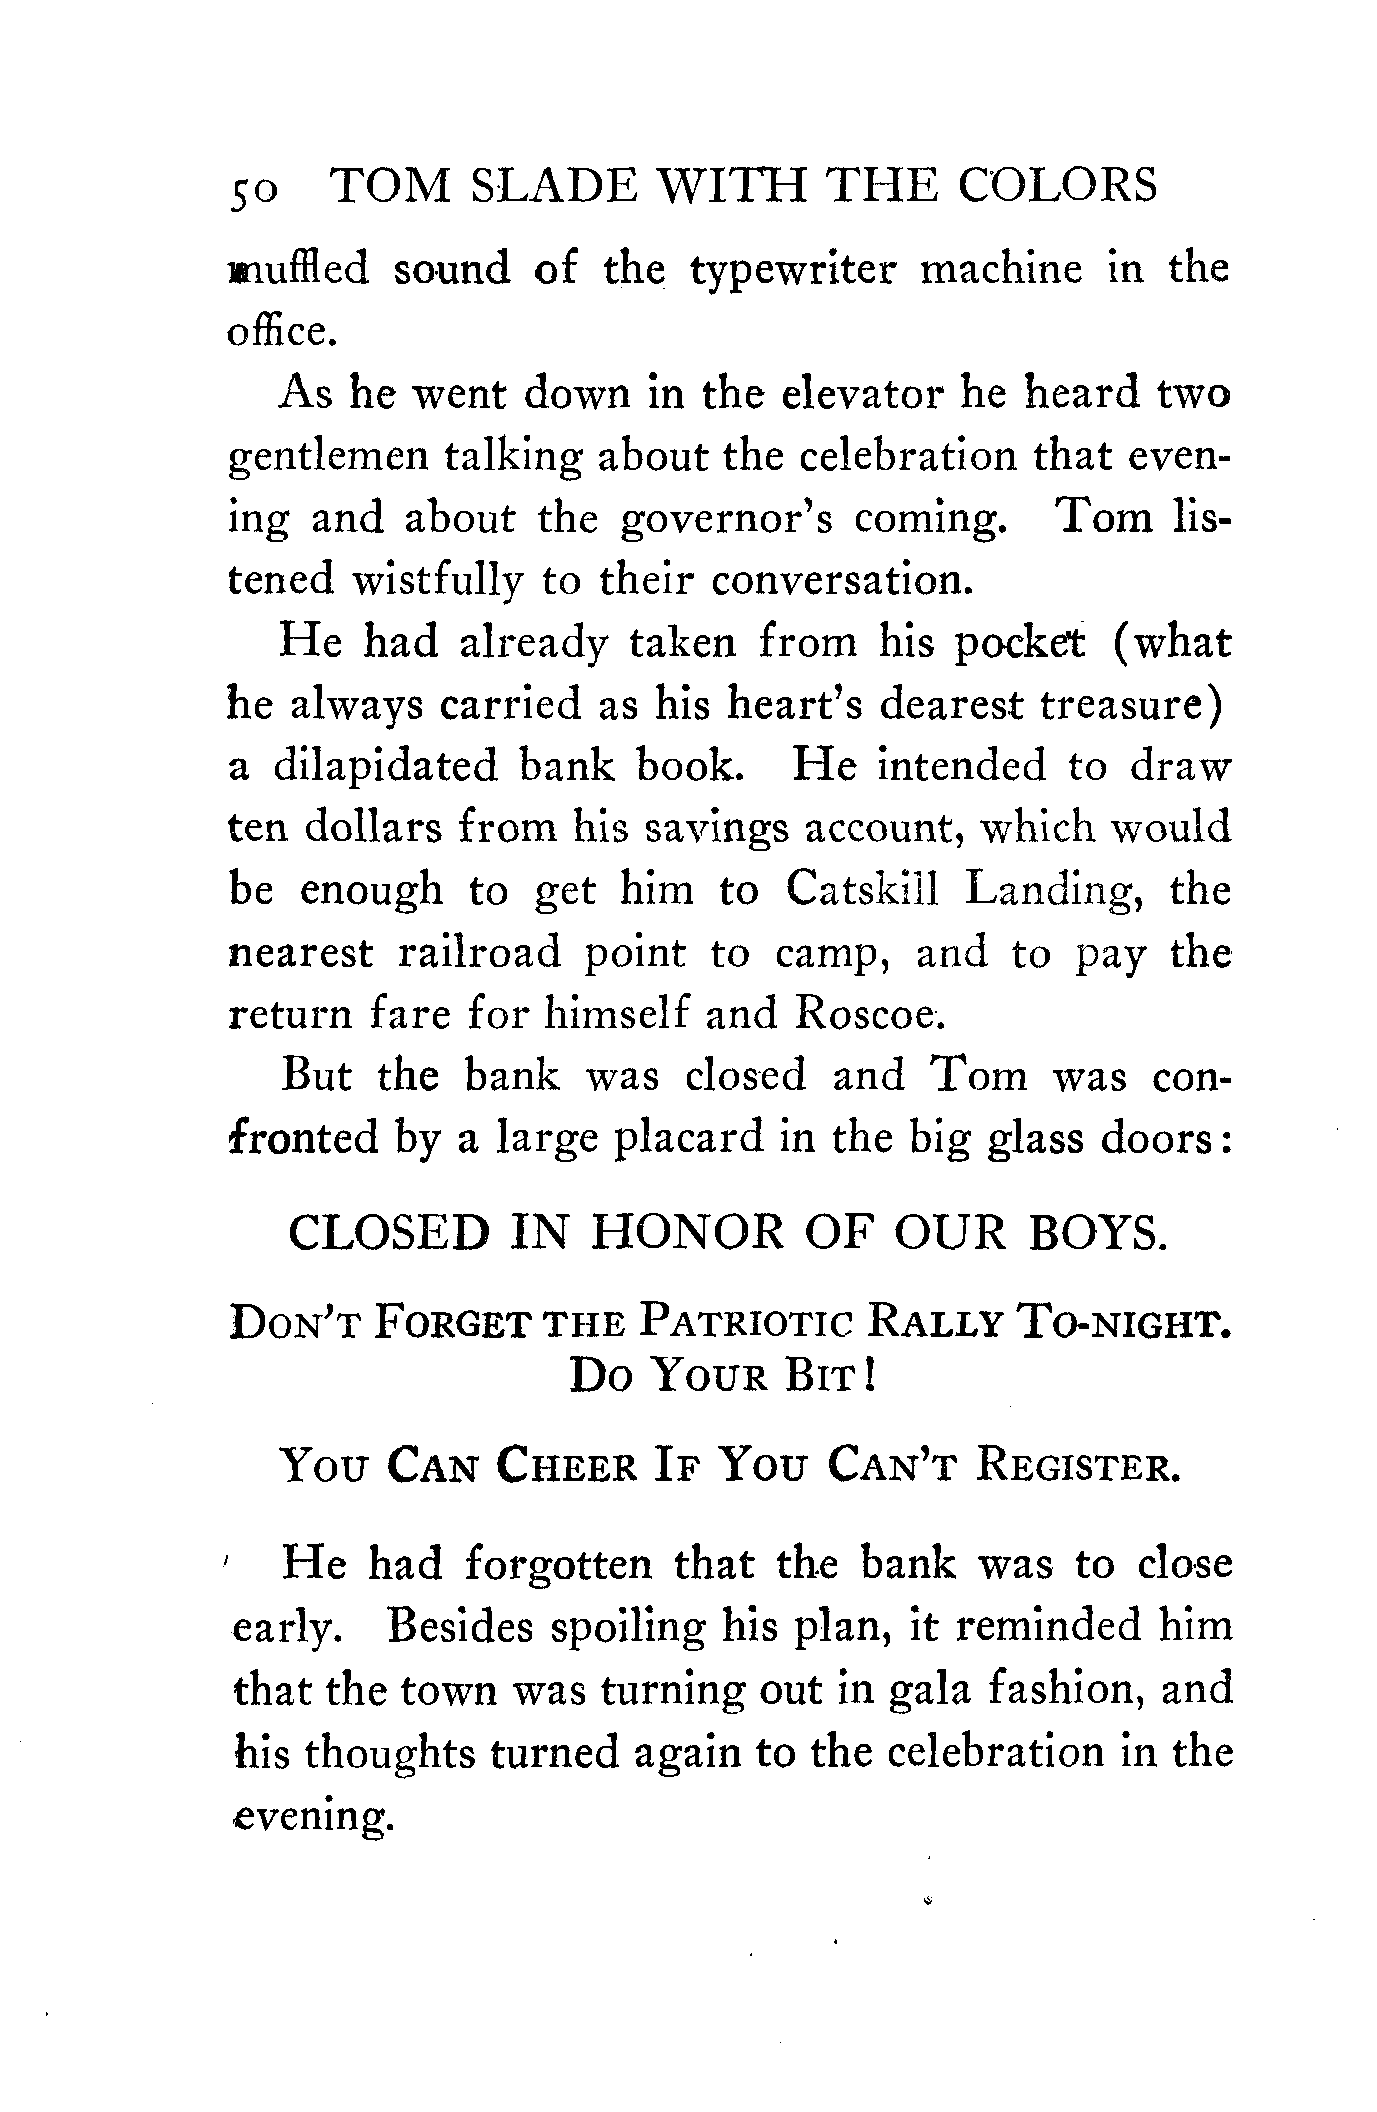 50 TOM SLADE WITH THE COLORS
muffled sound of the typewriter machine in the
office.
As he went down in the elevator he heard two
gentlemen talking about the celebration that even-
ing and about the governor's coming. Tom lis-
tened wistfully to their conversation.
He had already taken from his pocket (what
he always carried as his heart's dearest treasure)
a dilapidated bank book. He intended to draw
ten dollars from his savings account, which would
be enough to get him to Catskill Landing, the
nearest railroad point to camp, and to pay the
return fare for himself and Roscoe.
But the bank was closed and Tom was con-
fronted by a large placard in the big glass doors:
CLOSED IN HONOR OF OUR BOYS.
DON'T FORGET THE PATRIOTIC RALLY TO-NIGHT.
DO YOUR BIT!
YOU CAN CHEER IF YOU CAN'T REGISTER.
He had forgotten that the bank was to close
early. Besides spoiling his plan, it reminded him
that the town was turning out in gala fashion, and
his thoughts turned again to the celebration in the
evening.